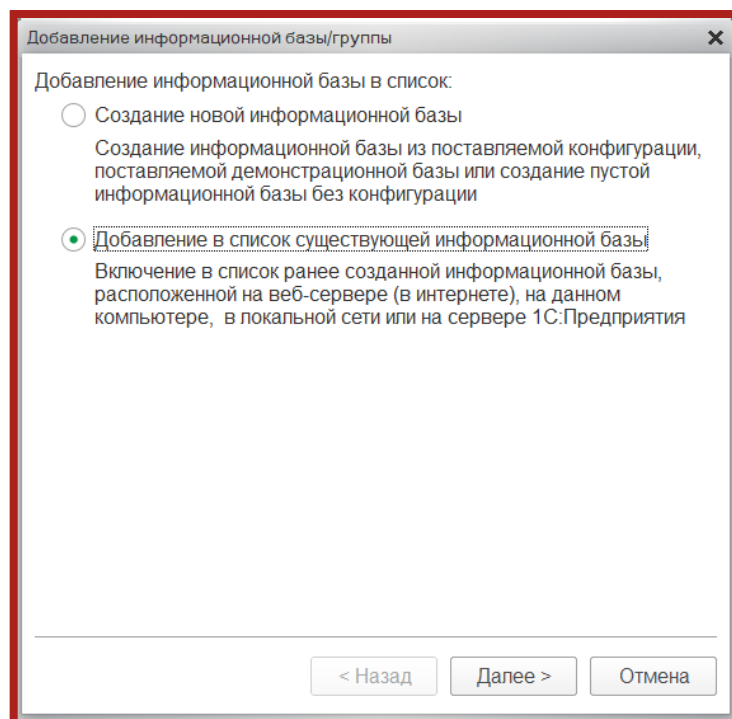 Добавление информационной базы/группы
Добавление информационной базы в список:
Создание новой информационной базы
Создание информационной базы из поставляемой конфигурации,
поставляемой демонстрационной базы или создание пустой
информационной базы без конфигурации
Добавление в список существующей информационной базы
Включение в список ранее созданной информационной базы,
расположенной на веб-сервере (в интернете), на данном
компьютере,  в локальной сети или на сервере 1С:Предприятия
< Назад Далее > Отмена